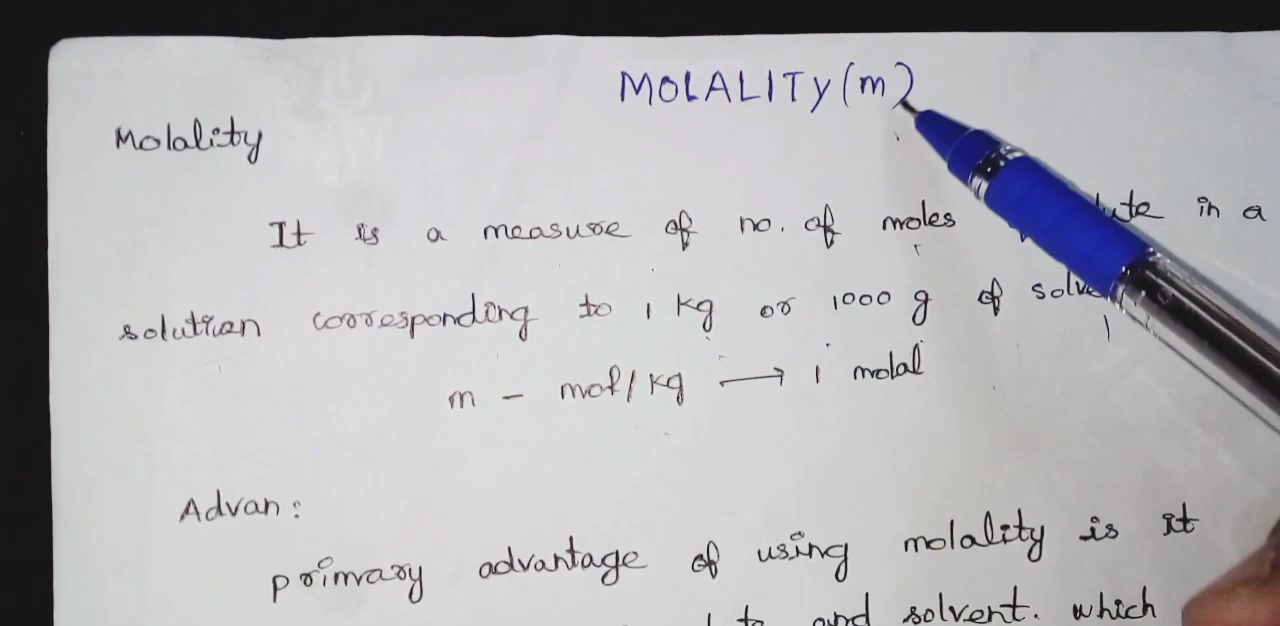 MOLALITY (m)
Molality
It is a measure of no. of moles in a
solution corresponding to 1 kg or 1000 g of
m - mol/kg → 1 molal
Advan:
primary advantage of using molality is it
and solvent. which